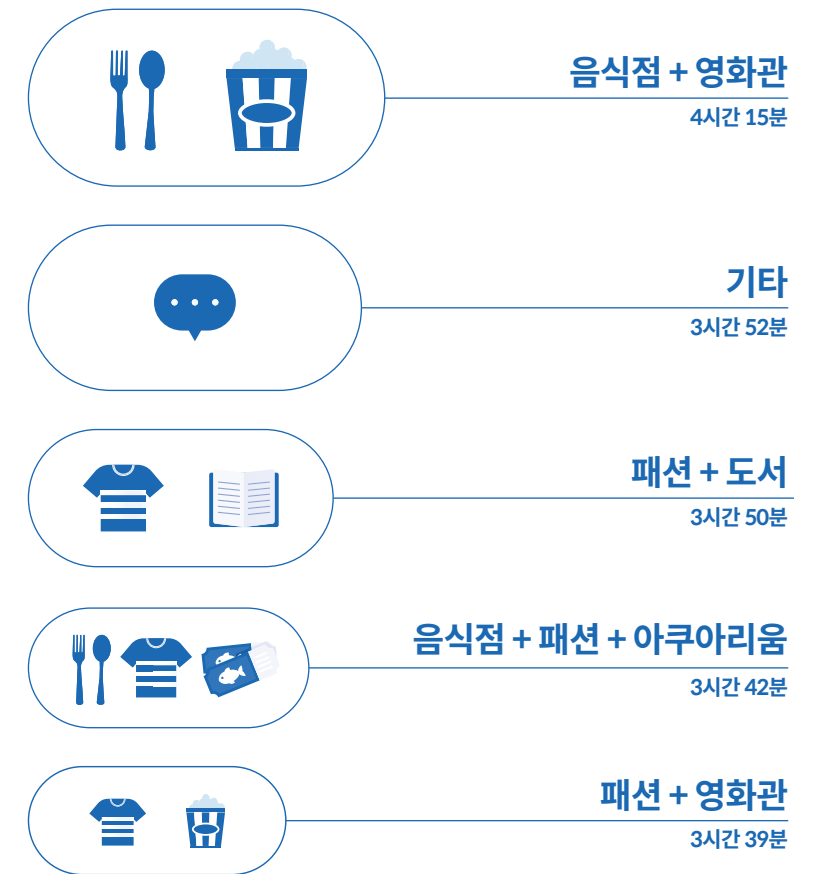 음식점 + 영화관
4시간 15분
기타
3시간 52분
패션 + 도서
3시간 50분
음식점 + 패션 + 아쿠아리움
3시간 42분
패션 + 영화관
3시간 39분